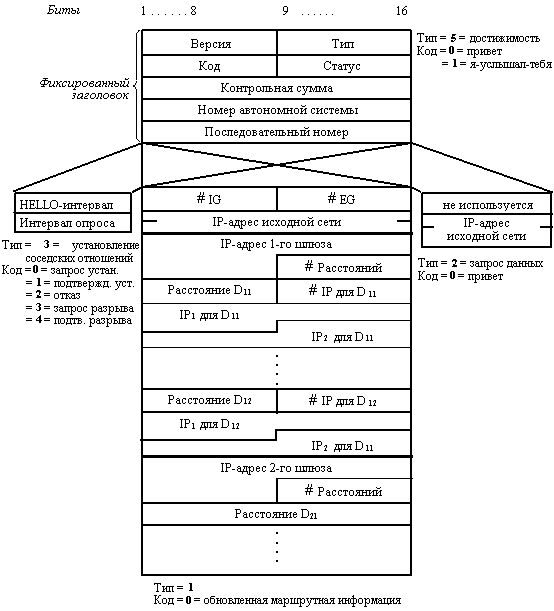 Биты 1 . . . . . . 8 9 . . . . . 16
Версия Тип
Код Статус
Контрольная сумма
Номер автономной системы
Последовательный номер
Фиксированный
заголовок
Тип = 5 = достижимость
Код = 0 = привет
= 1 = я-услышал-тебя
HELLO-интервал
Интервал опроса
Тип = 3 = установление
соседских отношений
Код = 0 = запрос устан.
= 1 = подтвержд. уст.
= 2 = отказ
= 3 = запрос разрыва
= 4 = подтв. разрыва
# IG # EG
IP-адрес исходной сети
IP-адрес 1-го шлюза
# Расстояний
Расстояние D11 # IP для D11
IP1 для D11
IP2 для D11
Расстояние D12 # IP для D12
IP1 для D12
IP2 для D11
IP-адрес 2-го шлюза
# Расстояний
Расстояние D21
не используется
IP-адрес
исходной сети
Тип = 2 = запрос данных
Код = 0 = привет
Тип = 1
Код = 0 = обновленная маршрутная информация